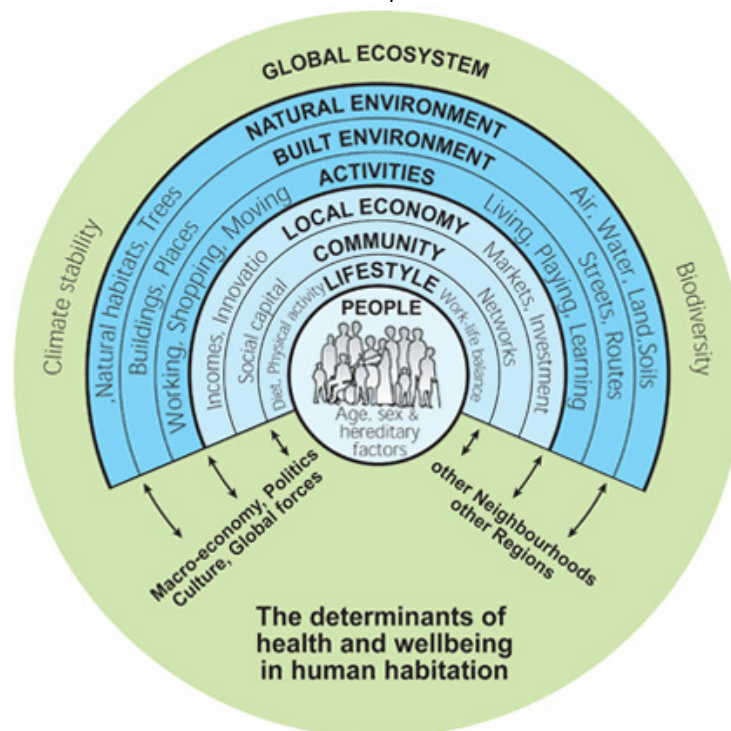 GLOBAL ECOSYSTEM
NATURAL ENVIRONMENT
BUILT ENVIRONMENT
ACTIVITIES
LOCAL ECONOMY
COMMUNITY
LIFESTYLE
PEOPLE
Age, sex &
hereditary
factors
Climate stability
,Natural habitats, Trees
Buildings, Places
Working, Shopping, Moving
Incomes, Innovatio
Social capital
Diet, Physical activity
Work-life balance
Networks
Markets, Investment
Living, Playing, Learning
Streets, Routes
Air, Water, Land,Soils
Biodiversity
Macro-economy, Politics
Culture, Global forces
other Neighbourhoods
other Regions
The determinants of
health and wellbeing
in human habitation